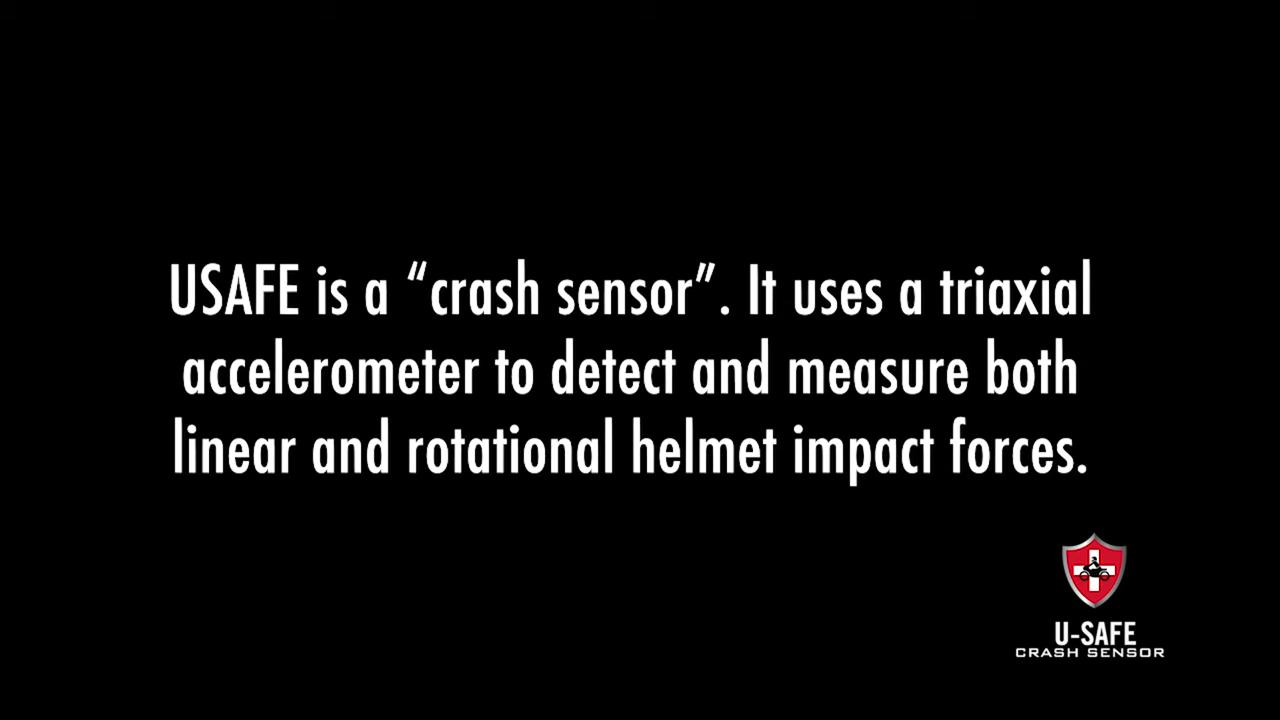 USAFE is a “crash sensor”. It uses a triaxial
accelerometer to detect and measure both
linear and rotational helmet impact forces.
U-SAFE
CRASH SENSOR